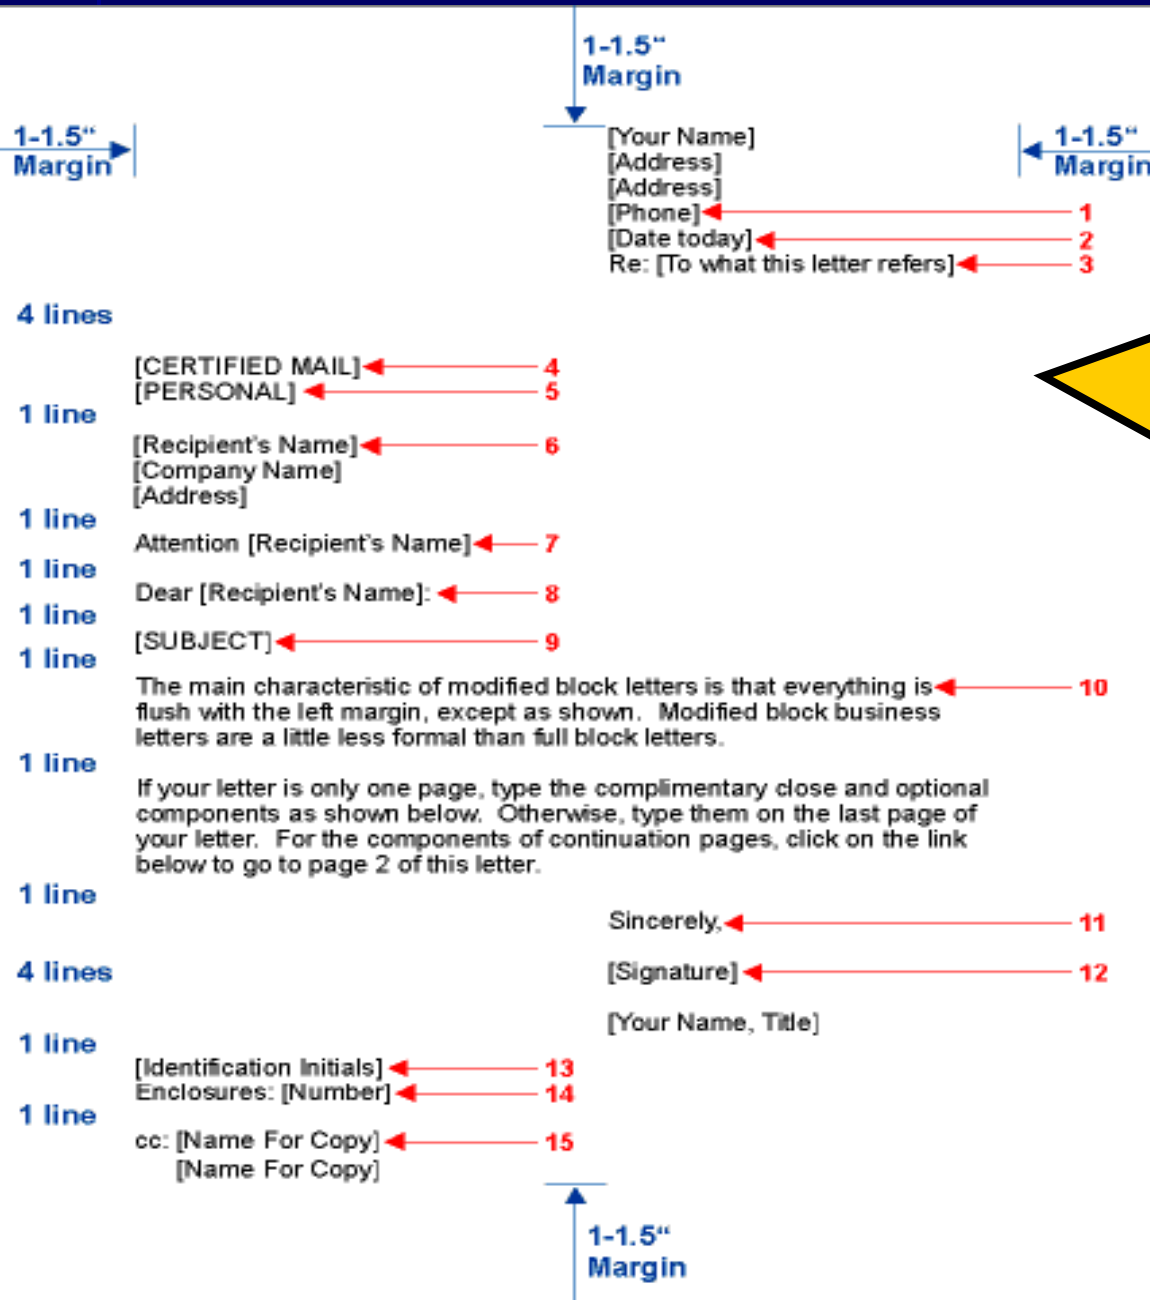 1-1.5“
Margin
1-1.5“
Margin
1-1.5“
Margin
[Your Name]
[Address]
[Address]
[Phone] 1
[Date today] 2
Re: [To what this letter refers] 3
4 lines
[CERTIFIED MAIL] 4
[PERSONAL] 5
1 line
[Recipient's Name] 6
[Company Name]
[Address]
1 line
Attention [Recipient's Name] 7
1 line
Dear [Recipient's Name]: 8
1 line
[SUBJECT] 9
1 line
The main characteristic of modified block letters is that everything is 10
flush with the left margin, except as shown. Modified block business
letters are a little less formal than full block letters.
1 line
If your letter is only one page, type the complimentary close and optional
components as shown below. Otherwise, type them on the last page of
your letter. For the components of continuation pages, click on the link
below to go to page 2 of this letter.
1 line
Sincerely, 11
4 lines
[Signature] 12
[Your Name, Title]
1 line
[Identification Initials] 13
Enclosures: [Number] 14
1 line
cc: [Name For Copy] 15
[Name For Copy]
1-1.5“
Margin